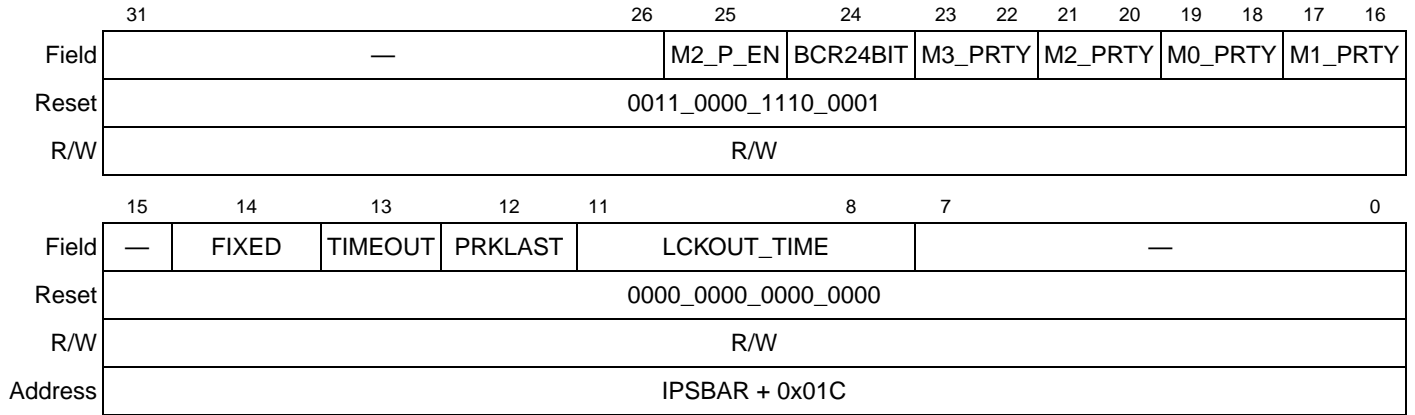 31 26 25 24 23 22 21 20 19 18 17 16
Field — M2_P_EN BCR24BIT M3_PRTY M2_PRTY M0_PRTY M1_PRTY
Reset 0011_0000_1110_0001
R/W R/W
15 14 13 12 11 8 7 0
Field — FIXED TIMEOUT PRKLAST LCKOUT_TIME —
Reset 0000_0000_0000_0000
R/W R/W
Address IPSBAR + 0x01C